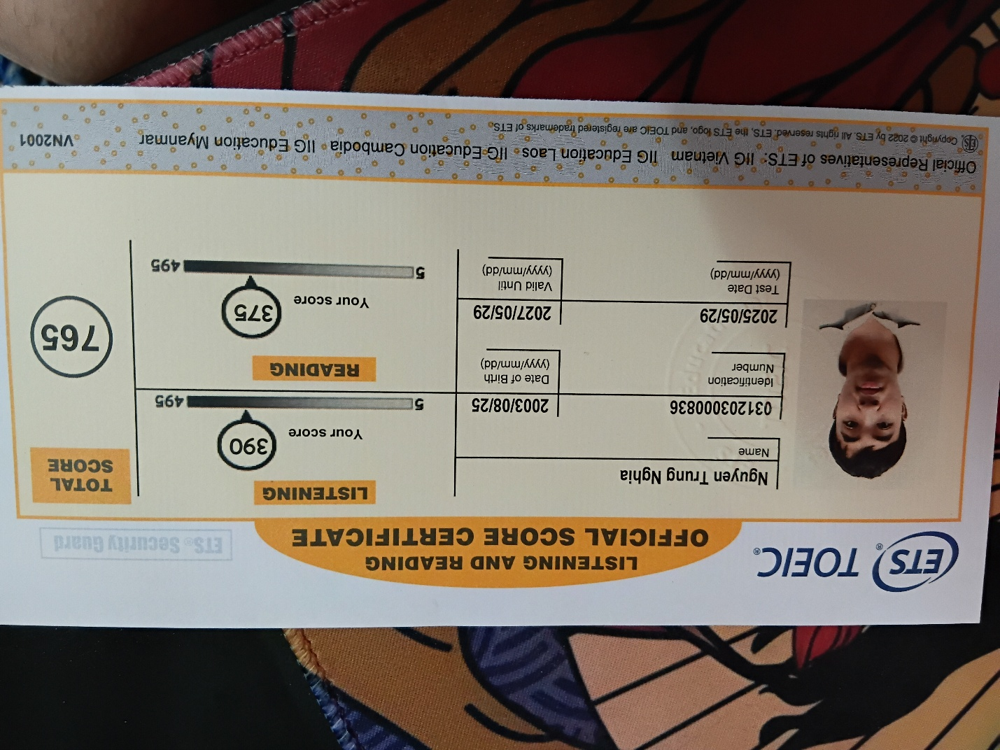 ETS® TOEIC®
LISTENING AND READING
OFFICIAL SCORE CERTIFICATE
ETS® Security Guard
Nguyen Trung Nghia
Name
031203000836
Identification
Number
2003/08/25
Date of Birth
(yyyy/mm/dd)
2025/05/29
Test Date
(yyyy/mm/dd)
2027/05/29
Valid Until
(yyyy/mm/dd)
LISTENING
Your score
390
5 495
READING
Your score
375
5 495
TOTAL
SCORE
765
Official Representatives of ETS: IIG Vietnam IIG Education Laos • IIG Education Cambodia • IIG Education Myanmar
VN2001
ETS Copyright © 2022 by ETS. All rights reserved. ETS, the ETS logo, and TOEIC are registered trademarks of ETS.